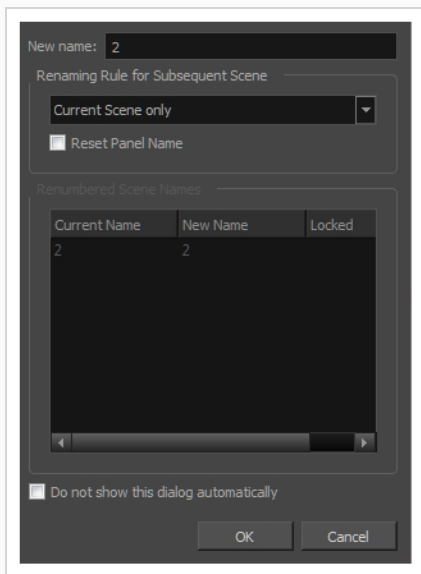 New name: 2
Renaming Rule for Subsequent Scene
Current Scene only
Reset Panel Name
Renumbered Scene Names
Current Name New Name Locked
2 2
Do not show this dialog automatically
OK Cancel